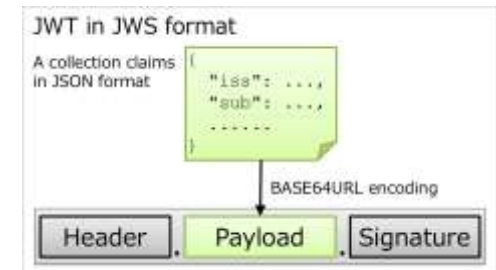 JWT in JWS format
A collection claims
in JSON format
{
"iss": ...,
"sub": ...,
......
}
BASE64URL encoding
Header . Payload . Signature